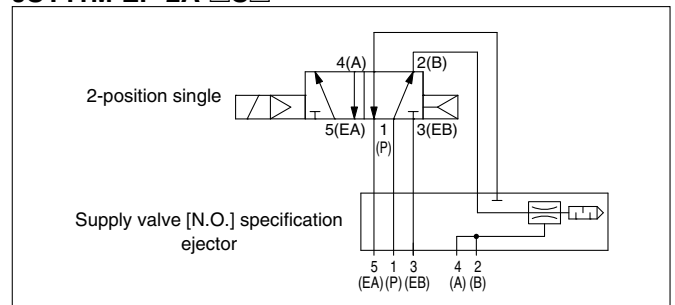 4(A) 2(B)
2-position single
5(EA) 1 3(EB)
(P)
Supply valve [N.O.] specification
ejector
5 1 3 4 2
(EA) (P) (EB) (A) (B)